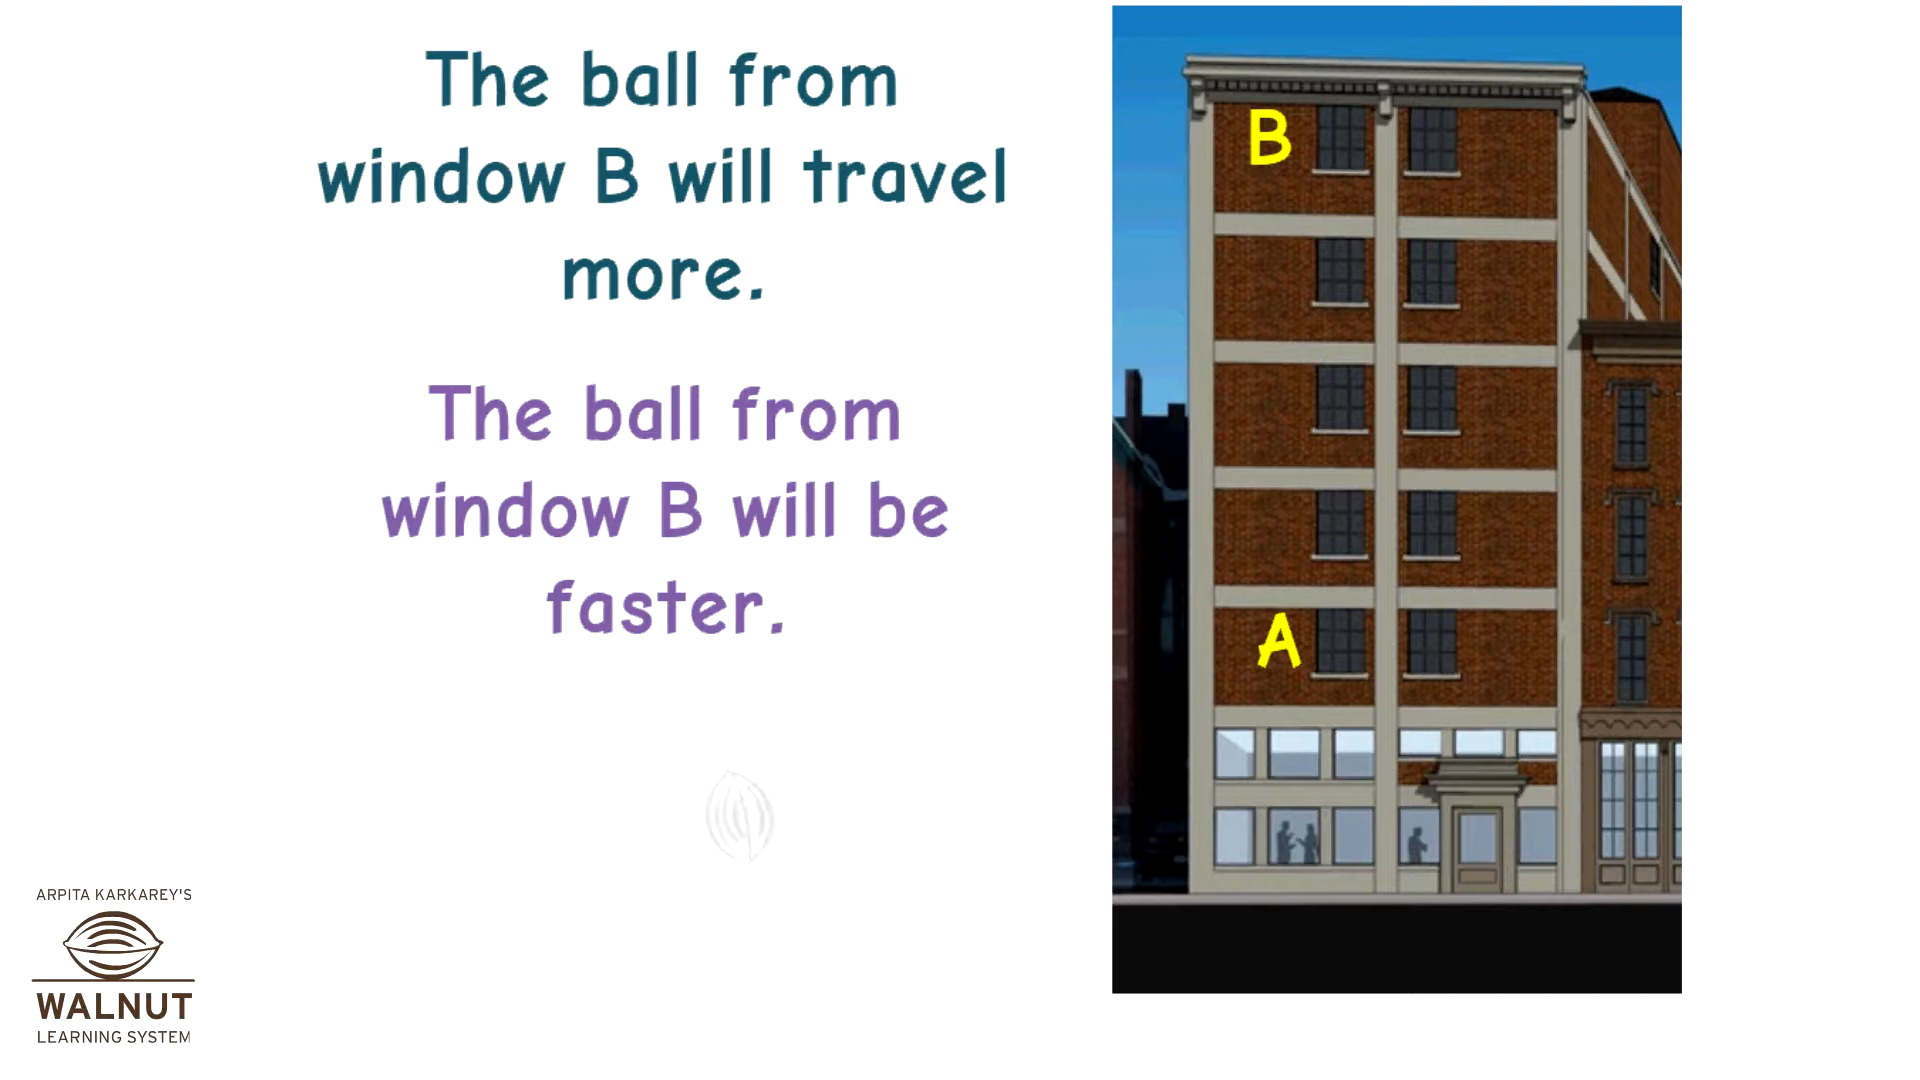 The ball from
window B will travel
more.
The ball from
window B will be
faster.
B
A
ARPITA KARKAREY'S
WALNUT
LEARNING SYSTEM